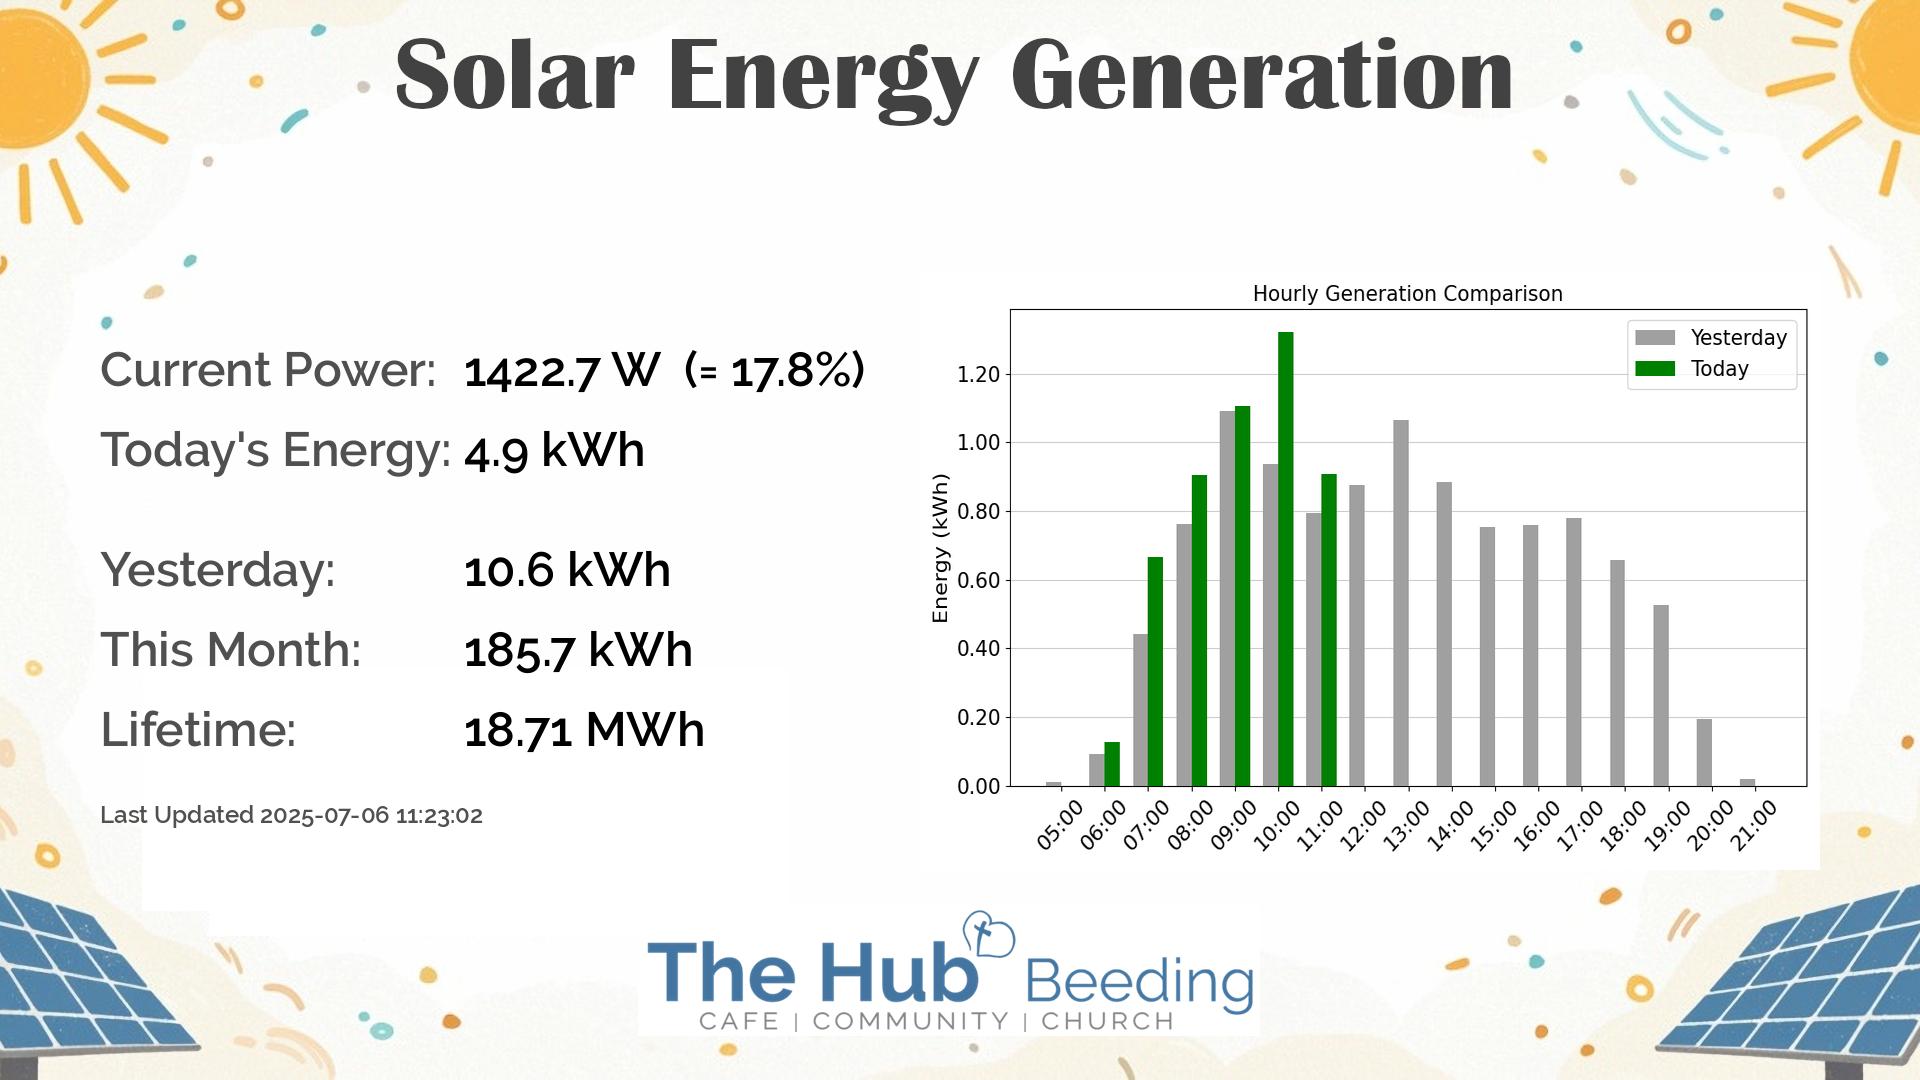 Solar Energy Generation
Current Power: 1422.7 W (= 17.8%)
Today's Energy: 4.9 kWh
Yesterday: 10.6 kWh
This Month: 185.7 kWh
Lifetime: 18.71 MWh
Last Updated 2025-07-06 11:23:02
Hourly Generation Comparison
Yesterday
Today
Energy (kWh)
1.20
1.00
0.80
0.60
0.40
0.20
0.00
05:00 06:00 07:00 08:00 09:00 10:00 11:00 12:00 13:00 14:00 15:00 16:00 17:00 18:00 19:00 20:00 21:00
The Hub Beeding
CAFE | COMMUNITY | CHURCH